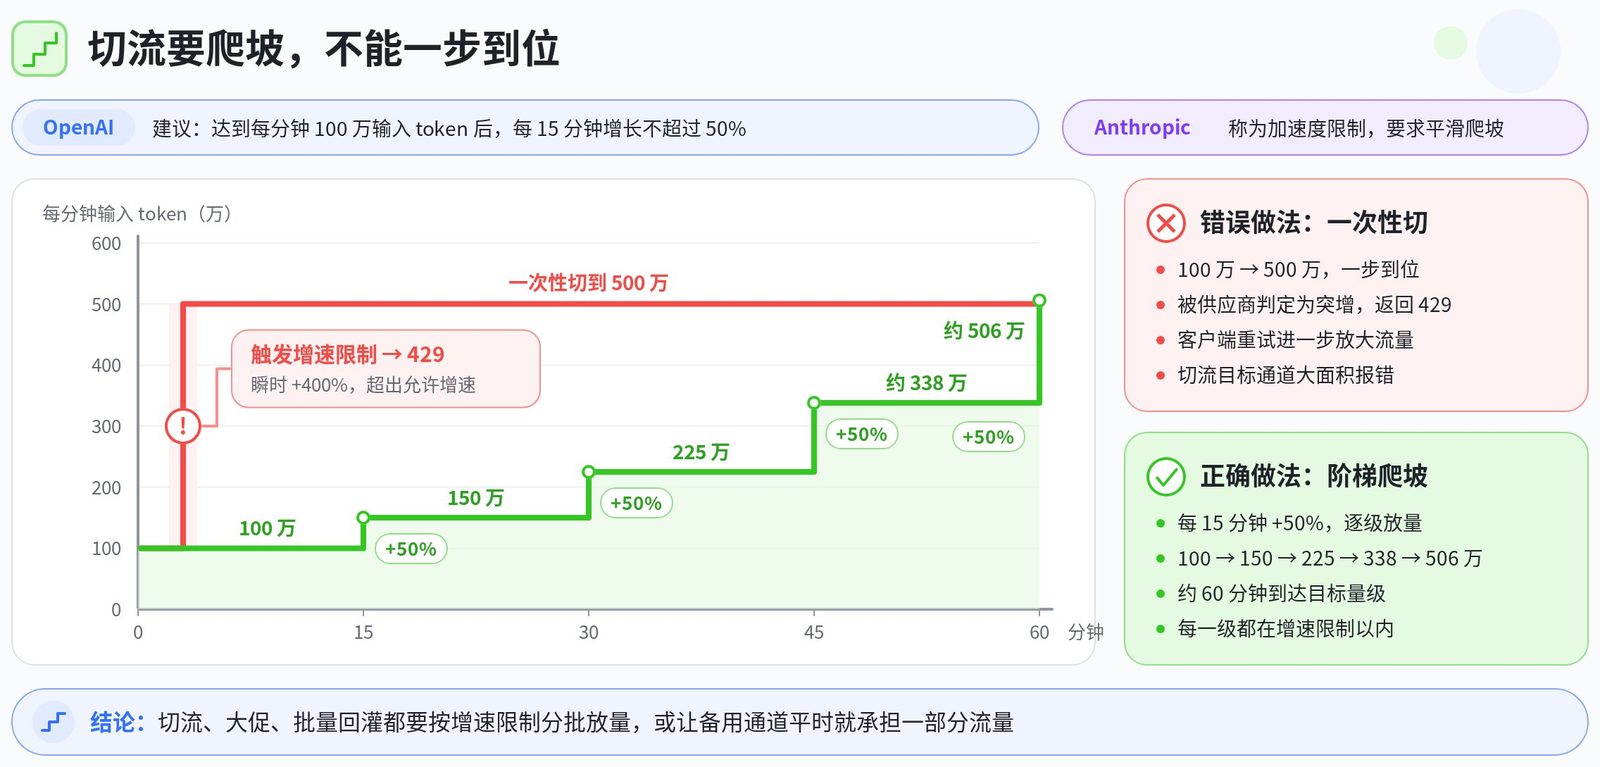 切流要爬坡，不能一步到位
OpenAI 建议：达到每分钟 100 万输入 token 后，每 15 分钟增长不超过 50%
Anthropic 称为加速度限制，要求平滑爬坡
每分钟输入 token（万）
600
500
400
300
200
100
0
0 15 30 45 60 分钟
一次性切到 500 万
触发增速限制 → 429
瞬时 +400%，超出允许增速
!
100 万
+50%
150 万
+50%
225 万
+50%
约 338 万
+50%
约 506 万
错误做法：一次性切
100 万 → 500 万，一步到位
被供应商判定为突增，返回 429
客户端重试进一步放大流量
切流目标通道大面积报错
正确做法：阶梯爬坡
每 15 分钟 +50%，逐级放量
100 → 150 → 225 → 338 → 506 万
约 60 分钟到达目标量级
每一级都在增速限制以内
结论：切流、大促、批量回灌都要按增速限制分批放量，或让备用通道平时就承担一部分流量